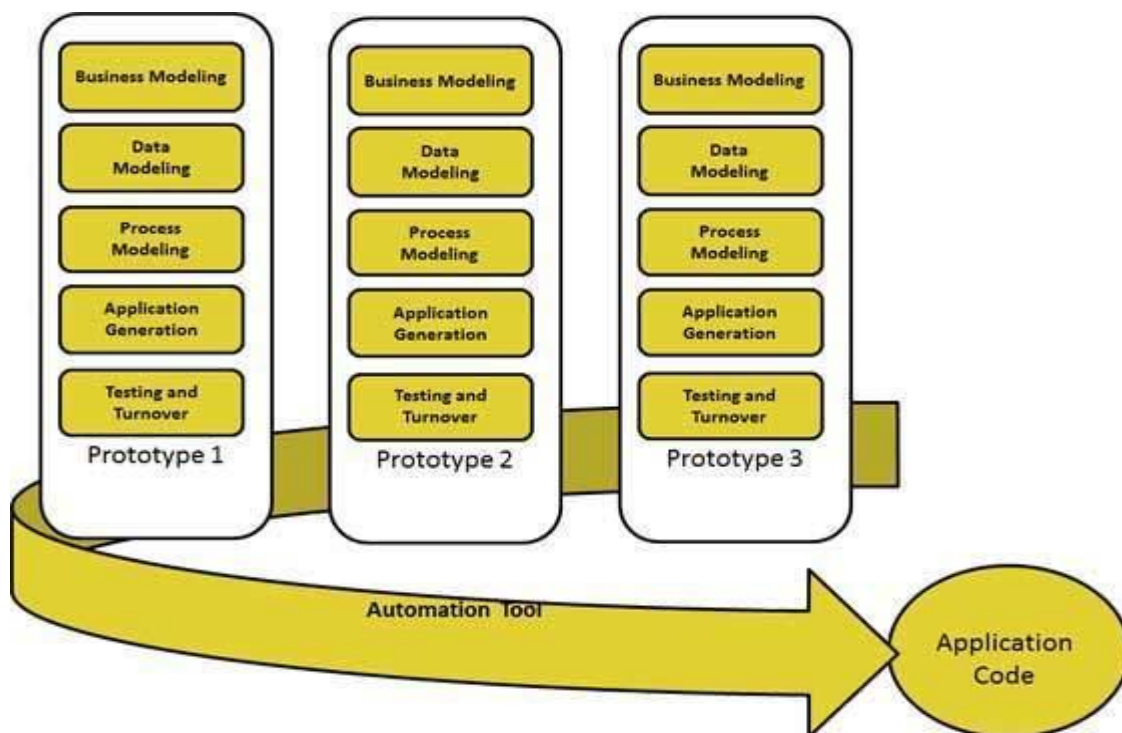 Business Modeling
Data
Modeling
Process
Modeling
Application
Generation
Testing and
Turnover
Prototype 1
Business Modeling
Data
Modeling
Process
Modeling
Application
Generation
Testing and
Turnover
Prototype 2
Business Modeling
Data
Modeling
Process
Modeling
Application
Generation
Testing and
Turnover
Prototype 3
Automation Tool
Application
Code